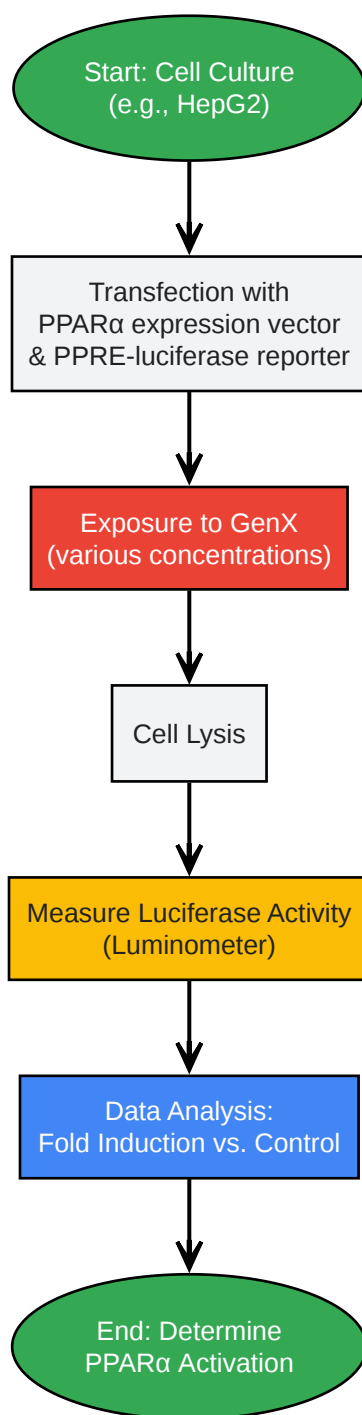 Start: Cell Culture
(e.g., HepG2)
Transfection with
PPARα expression vector
& PPRE-luciferase reporter
Exposure to GenX
(various concentrations)
Cell Lysis
Measure Luciferase Activity
(Luminometer)
Data Analysis:
Fold Induction vs. Control
End: Determine
PPARα Activation